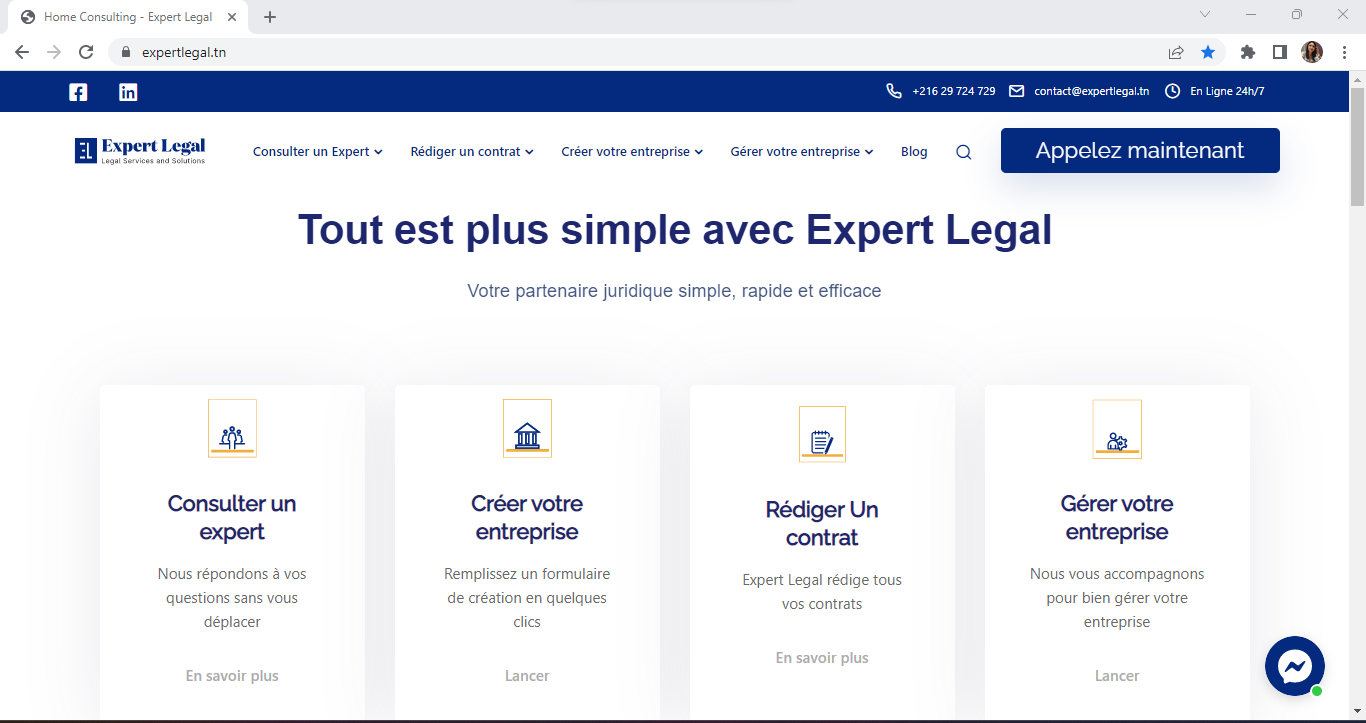 Home Consulting - Expert Legal
expertlegal.tn
+216 29 724 729
contact@expertlegal.tn
En Ligne 24h/7
EL Expert Legal
Legal Services and Solutions
Consulter un Expert
Rédiger un contrat
Créer votre entreprise
Gérer votre entreprise
Blog
Appelez maintenant
Tout est plus simple avec Expert Legal
Votre partenaire juridique simple, rapide et efficace
Consulter un
expert
Nous répondons à vos
questions sans vous
déplacer
En savoir plus
Créer votre
entreprise
Remplissez un formulaire
de création en quelques
clics
Lancer
Rédiger Un
contrat
Expert Legal rédige tous
vos contrats
En savoir plus
Gérer votre
entreprise
Nous vous accompagnons
pour bien gérer votre
entreprise
Lancer